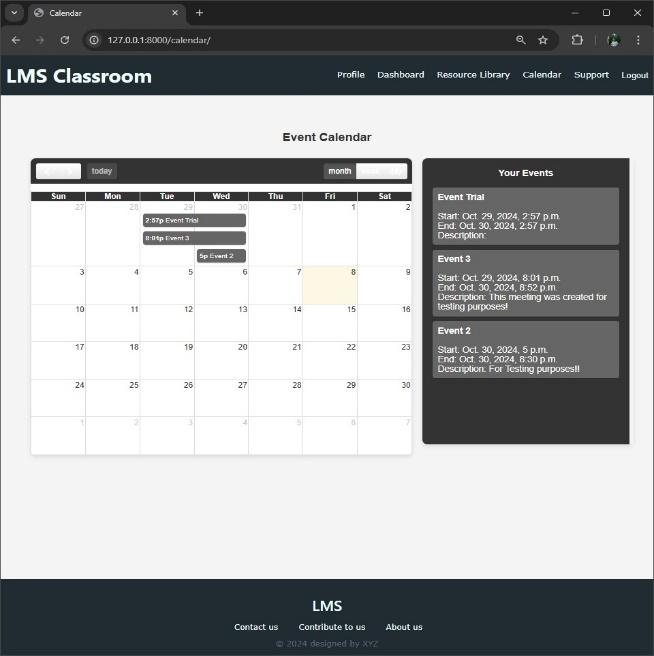 Calendar
127.0.0.1:8000/calendar/
LMS Classroom
Profile Dashboard Resource Library Calendar Support Logout
Event Calendar
today
month
Sun Mon Tue Wed Thu Fri Sat
27 28 29 30 31 1 2
2:57p Event Trial
8:01p Event 3
5p Event 2
3 4 5 6 7 8 9
10 11 12 13 14 15 16
17 18 19 20 21 22 23
24 25 26 27 28 29 30
1 2 3 4 5 6 7
Your Events
Event Trial
Start: Oct. 29, 2024, 2:57 p.m.
End: Oct. 30, 2024, 2:57 p.m.
Description:
Event 3
Start: Oct. 29, 2024, 8:01 p.m.
End: Oct. 30, 2024, 8:52 p.m.
Description: This meeting was created for
testing purposes!
Event 2
Start: Oct. 30, 2024, 5 p.m.
End: Oct. 30, 2024, 8:30 p.m.
Description: For Testing purposes!!
LMS
Contact us Contribute to us About us
© 2024 designed by XYZ